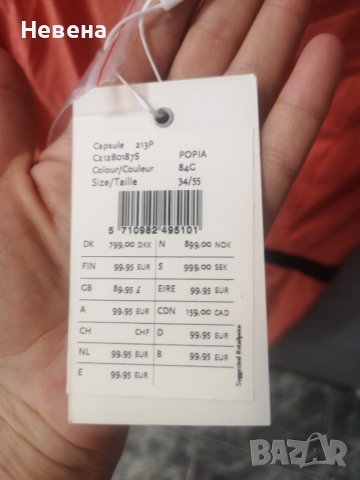 Невена
Capsule 213P
C21280187S POPIA
Colour/Couleur 84G
Size/Taille 34/55
5 710982 495101
DK 799.00 DKK N 899.00 NOK
FIN 99.95 EUR S 999.00 SEK
GB 89.95 £ EIRE 99.95 EUR
A 99.95 EUR CDN 159.00 CAD
CH CHF D 99.95 EUR
NL 99.95 EUR B 99.95 EUR
E 99.95 EUR
Suggested Retailprice
BAZAR